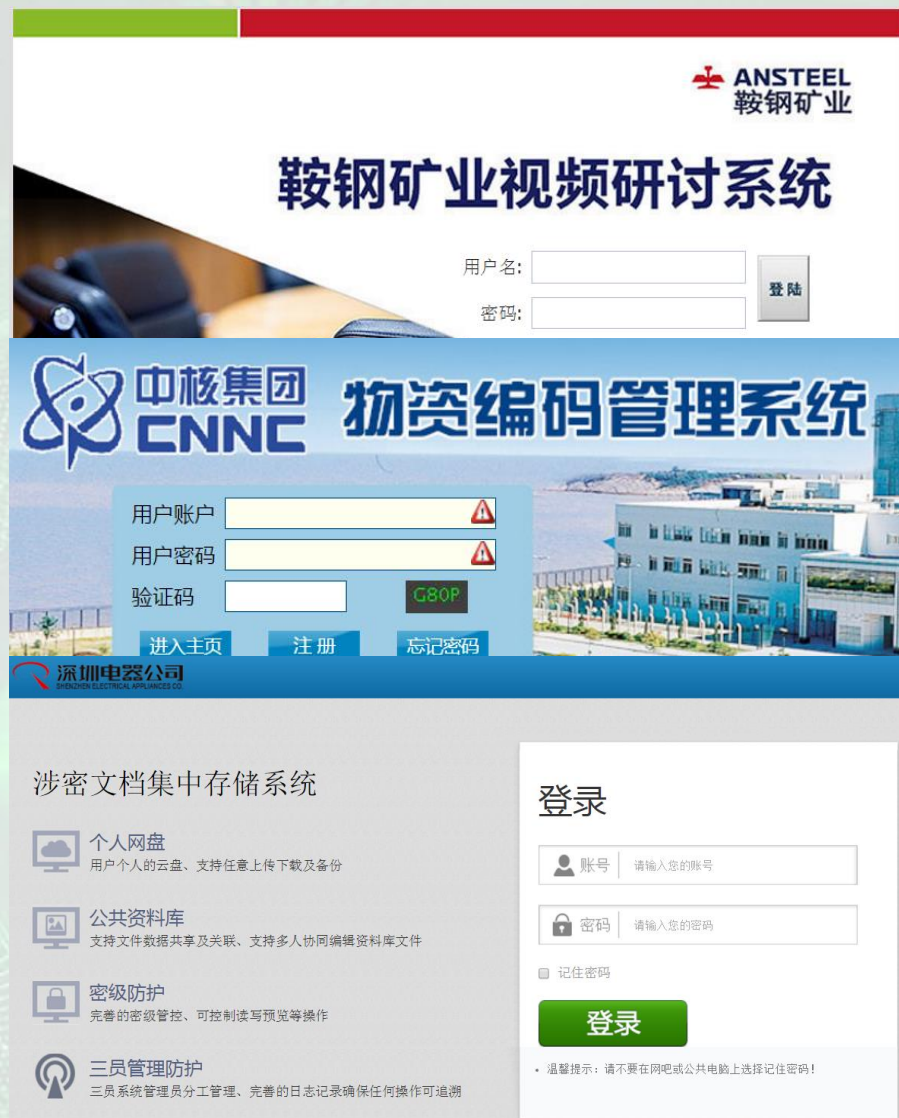 ANSTEEL
鞍钢矿业
鞍钢矿业视频研讨系统
用户名:
密码:
登陆
中核集团
CNNC
物资编码管理系统
用户账户
用户密码
验证码
G80P
进入主页 注册 忘记密码
深圳电器公司
SHENZHEN ELECTRICAL APPLIANCES CO.
涉密文档集中存储系统
个人网盘
用户个人的云盘、支持任意上传下载及备份
公共资料库
支持文件数据共享及关联、支持多人协同编辑资料库文件
密级防护
完善的密级管控、可控制读写预览等操作
三员管理防护
三员系统管理员分工管理、完善的日志记录确保任何操作可追溯
登录
账号 请输入您的账号
密码 请输入您的密码
记住密码
登录
温馨提示：请不要在网吧或公共电脑上选择记住密码！